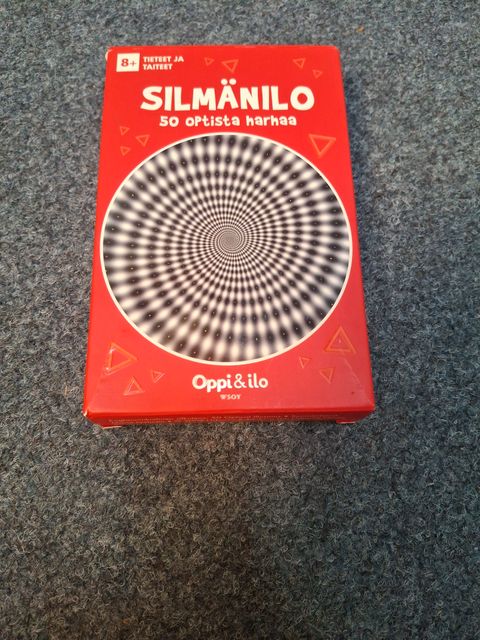 8+
TIETEET JA
TAITEET
SILMÄNILO
50 optista harhaa
Oppi&ilo
WSOY